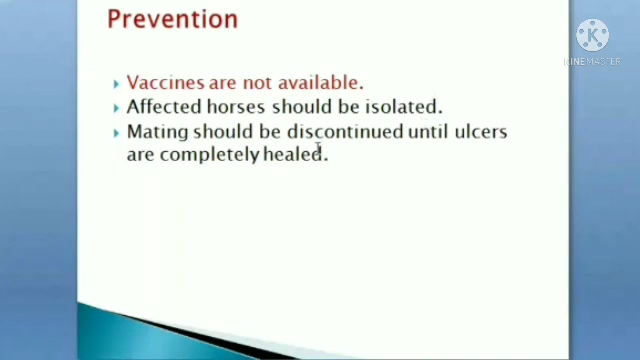 Prevention
K
KINEMASTER
Vaccines are not available.
Affected horses should be isolated.
Mating should be discontinued until ulcers
are completely healed.